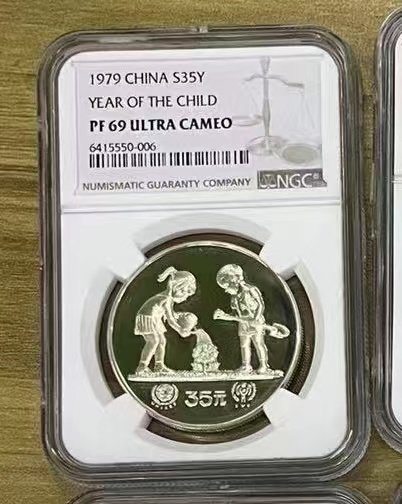 1979 CHINA S35Y
YEAR OF THE CHILD
PF 69 ULTRA CAMEO
6415550-006
NUMISMATIC GUARANTY COMPANY
NGC
35元